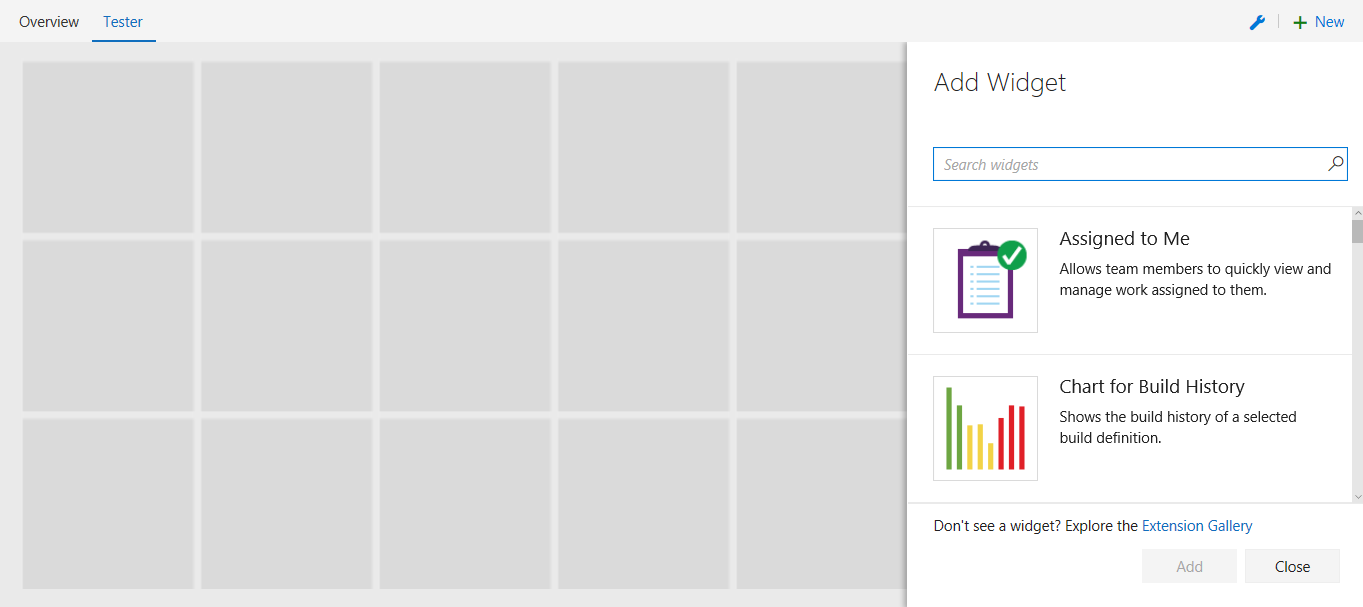 Overview Tester New
Add Widget
Search widgets
Assigned to Me
Allows team members to quickly view and
manage work assigned to them.
Chart for Build History
Shows the build history of a selected
build definition.
Don't see a widget? Explore the Extension Gallery
Add Close